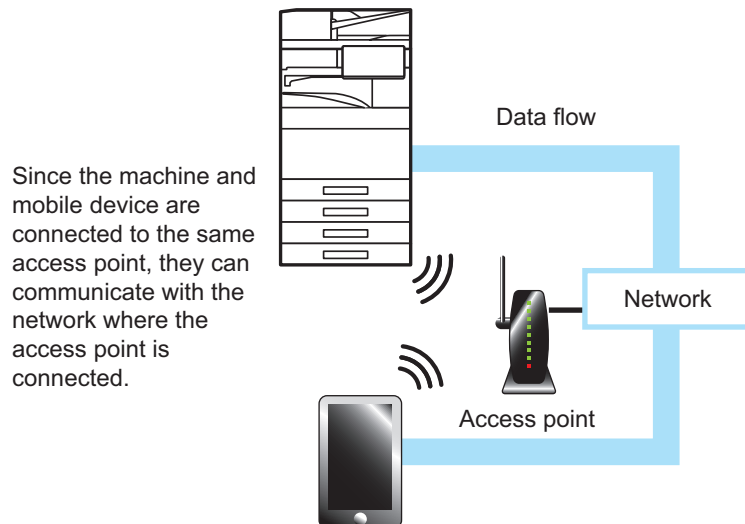 Data flow
Since the machine and
mobile device are
connected to the same
access point, they can
communicate with the
network where the
access point is
connected.
Network
Access point